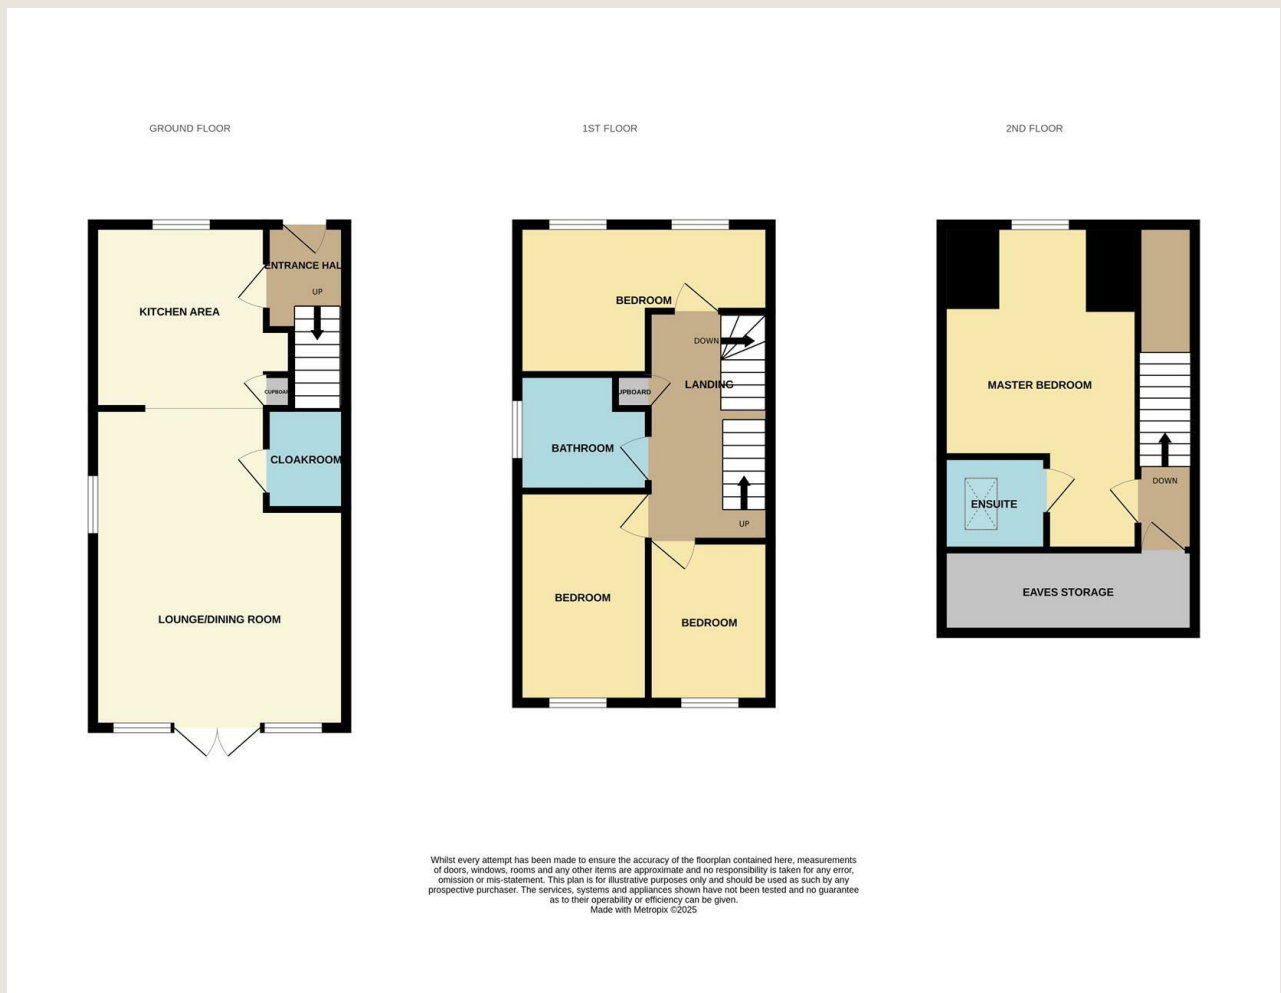 GROUND FLOOR
1ST FLOOR
2ND FLOOR
ENTRANCE HAL
UP
KITCHEN AREA
CUPBOAR
CLOAKROOM
LOUNGE/DINING ROOM
BEDROOM
DOWN
LANDING
UPBOARD
BATHROOM
UP
BEDROOM
BEDROOM
MASTER BEDROOM
DOWN
ENSUITE
EAVES STORAGE
Whilst every attempt has been made to ensure the accuracy of the floorplan contained here, measurements
of doors, windows, rooms and any other items are approximate and no responsibility is taken for any error,
omission or mis-statement. This plan is for illustrative purposes only and should be used as such by any
prospective purchaser. The services, systems and appliances shown have not been tested and no guarantee
as to their operability or efficiency can be given.
Made with Metropix ©2025